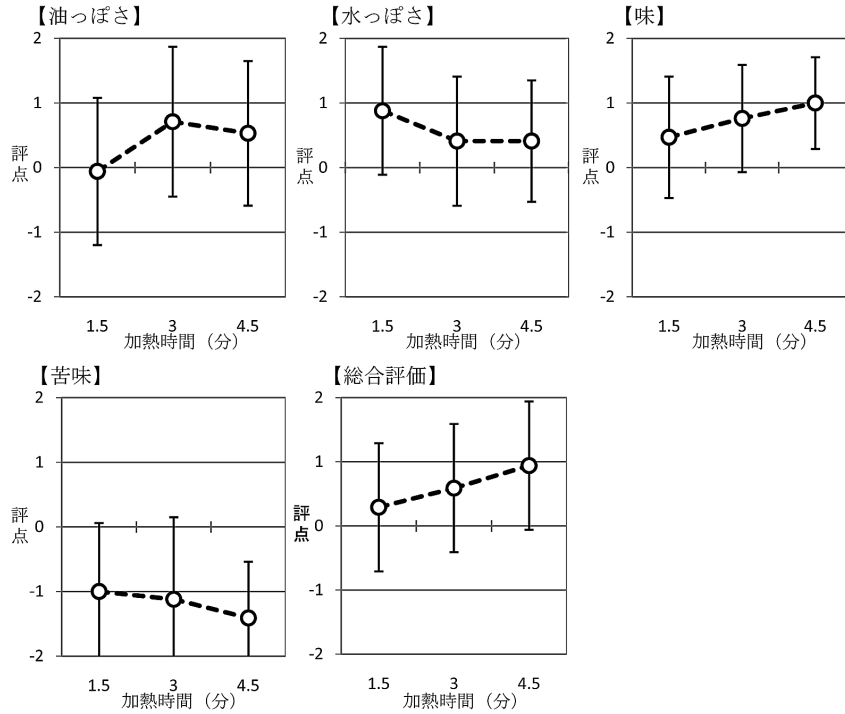 【油っぽさ】
2
1
0
-1
-2
評点
1.5 3 4.5
加熱時間（分）
【水っぽさ】
2
1
0
-1
-2
評点
1.5 3 4.5
加熱時間（分）
【味】
2
1
0
-1
-2
評点
1.5 3 4.5
加熱時間（分）
【苦味】
2
1
0
-1
-2
評点
1.5 3 4.5
加熱時間（分）
【総合評価】
2
1
0
-1
-2
評点
1.5 3 4.5
加熱時間（分）